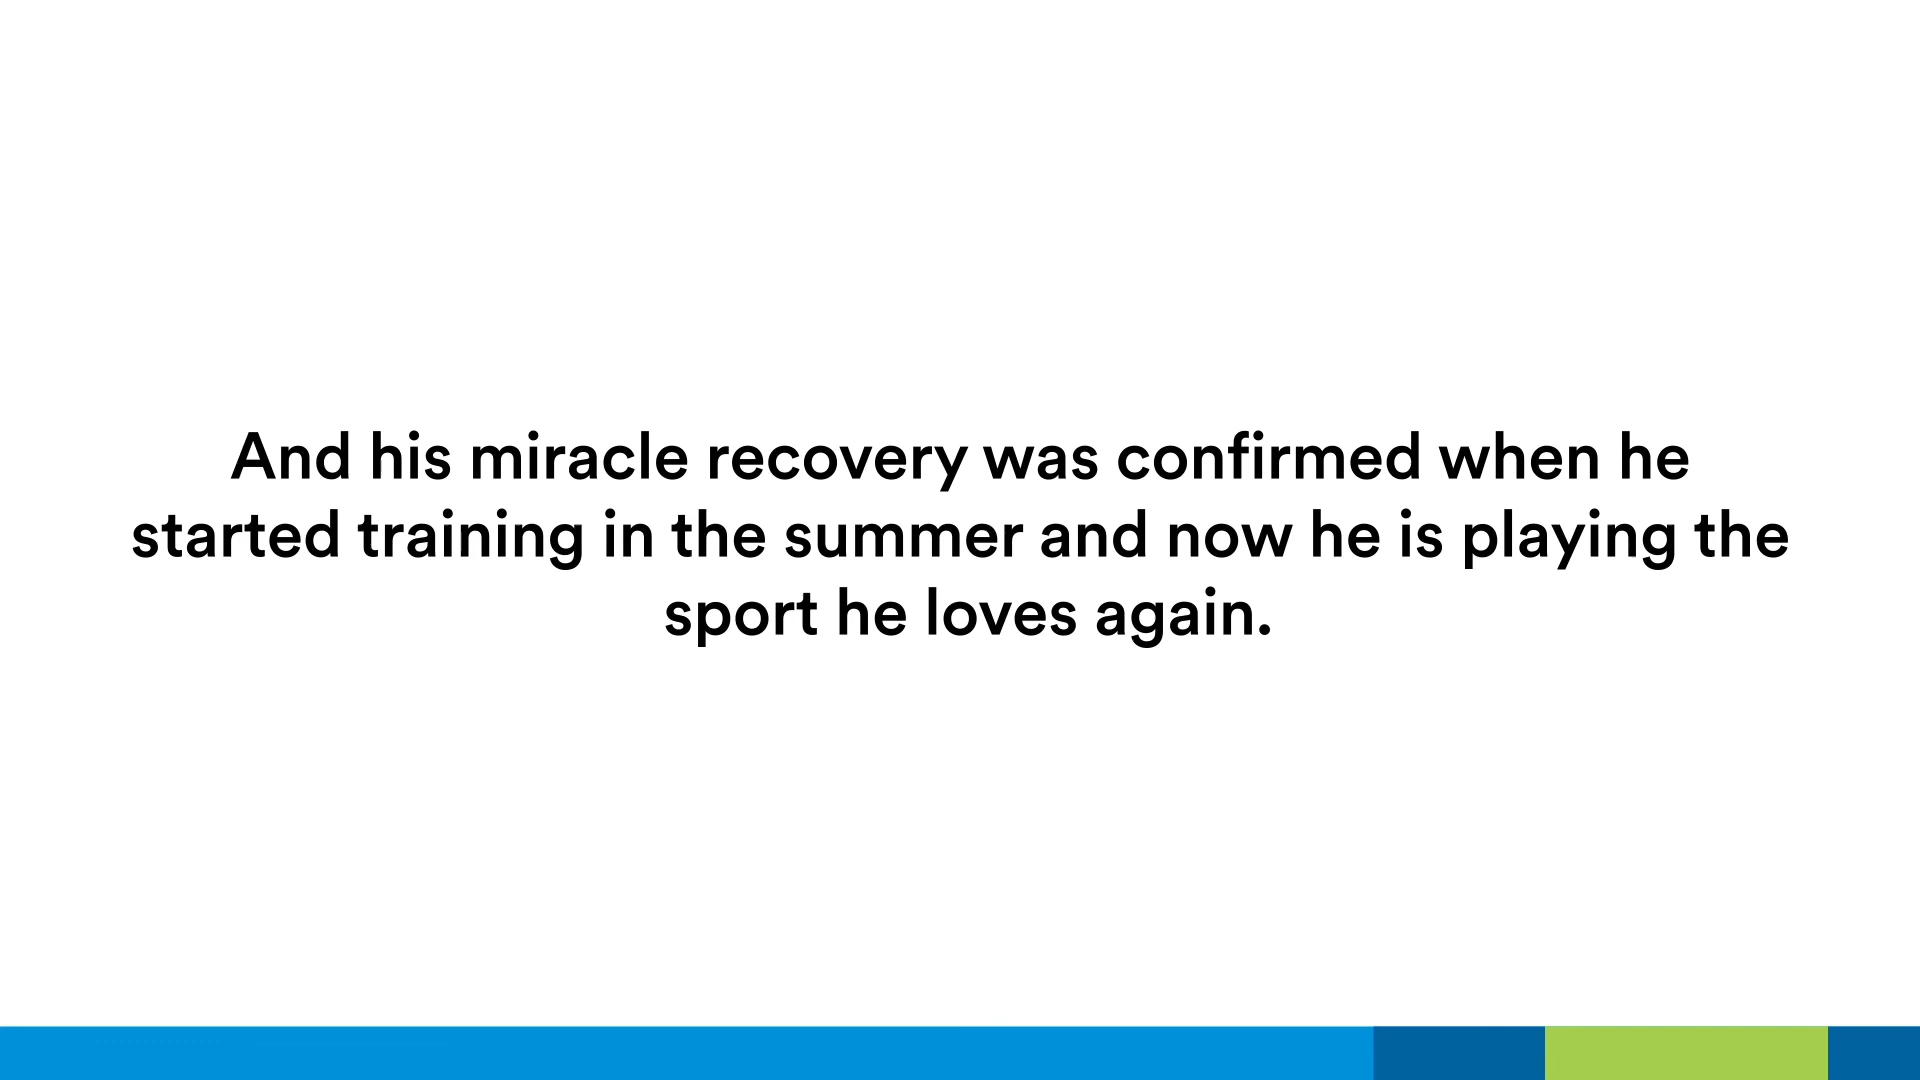 And his miracle recovery was confirmed when he
started training in the summer and now he is playing the
sport he loves again.